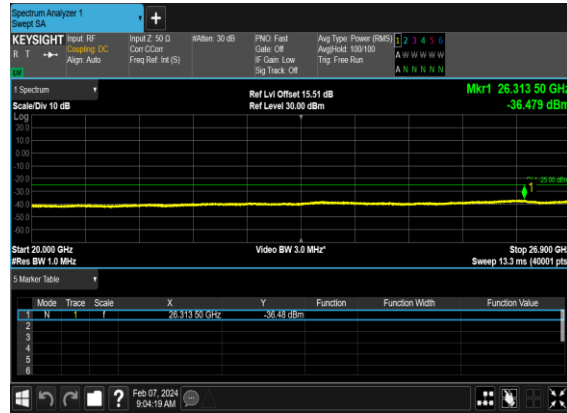 Spectrum Analyzer 1
Swept SA
+
KEYSIGHT
R T
Input: RF
Coupling: DC
Align: Auto
Input Z: 50 Ω
Corr CCorr
Freq Ref: Int (S)
#Atten: 30 dB
PNO: Fast
Gate: Off
IF Gain: Low
Sig Track: Off
Avg Type: Power (RMS)
Avg|Hold: 100/100
Trig: Free Run
1 2 3 4 5 6
A W W W W W
A N N N N N
1 Spectrum
Scale/Div 10 dB
Ref Lvl Offset 15.51 dB
Ref Level 30.00 dBm
Mkr1 26.313 50 GHz
-36.479 dBm
Log
20.0
10.0
0.00
-10.0
-20.0
-30.0
-40.0
-50.0
-60.0
-25.00 dBm
1
Start 20.000 GHz
#Res BW 1.0 MHz
Video BW 3.0 MHz*
Stop 26.900 GHz
Sweep 13.3 ms (40001 pts)
5 Marker Table
Mode Trace Scale X Y Function Function Width Function Value
1 N 1 f 26.313 50 GHz -36.48 dBm
2
3
4
5
6
?
Feb 07, 2024
9:04:19 AM